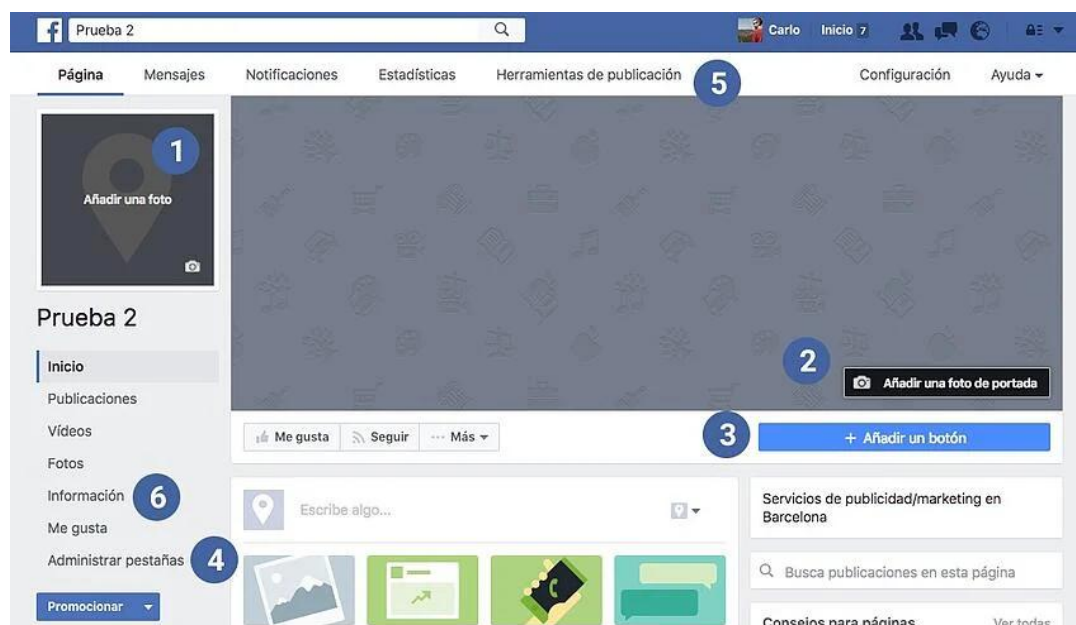 f Prueba 2
Carlo Inicio 7
Página Mensajes Notificaciones Estadísticas Herramientas de publicación 5 Configuración Ayuda
1
Añadir una foto
Prueba 2
Inicio
Publicaciones
Vídeos
Fotos
Información 6
Me gusta
Administrar pestañas 4
Promocionar
2
Añadir una foto de portada
Me gusta Seguir ··· Más 3 + Añadir un botón
Escribe algo...
Servicios de publicidad/marketing en
Barcelona
Busca publicaciones en esta página
Consejos para páginas Ver todas